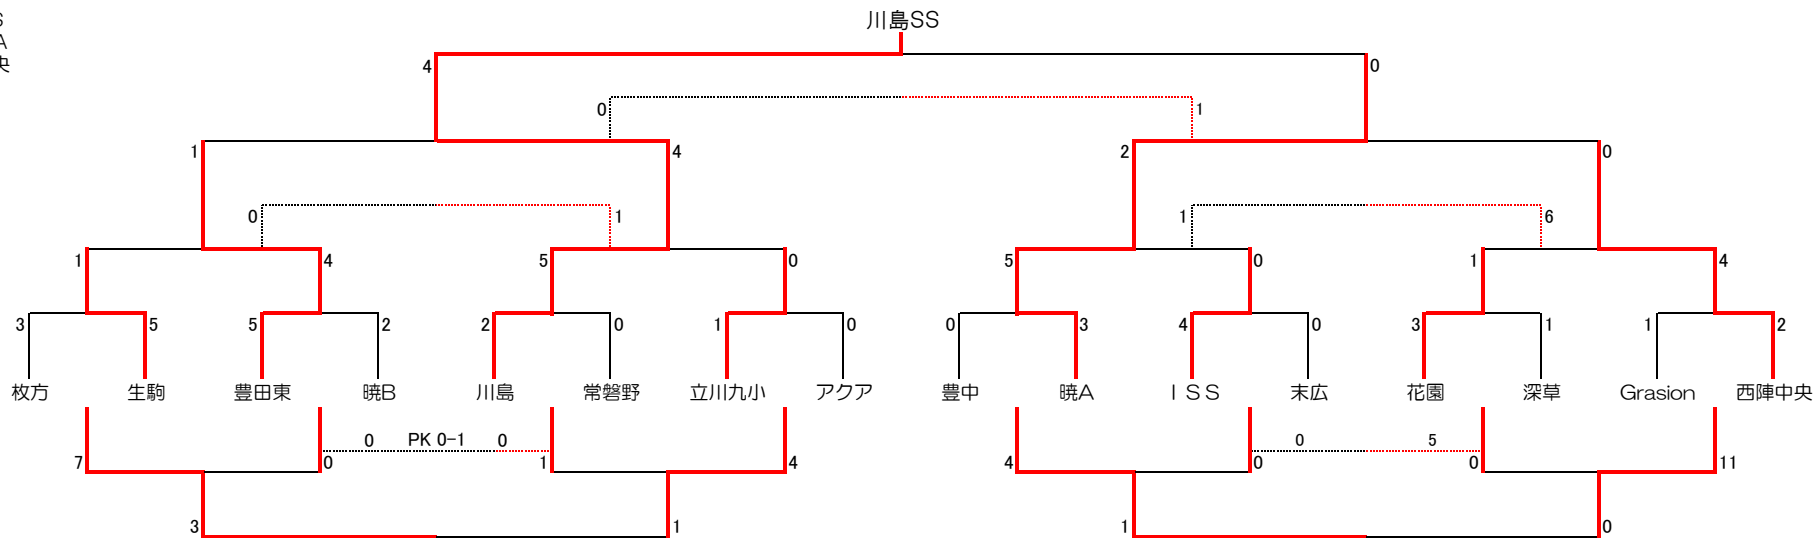 川島SS
S
A
央
4 0
0 1
1 4 2 0
0 1 1 6
1 4 5 0 5 0 1 4
3 5 5 2 2 0 1 0 0 3 4 0 3 1 1 2
枚方 生駒 豊田東 暁B 川島 常磐野 立川九小 アクア 豊中 暁A ISS 末広 花園 深草 Grasion 西陣中央
0 PK 0-1 0 0 5
7 0 1 4 4 0 0 11
3 1 1 0